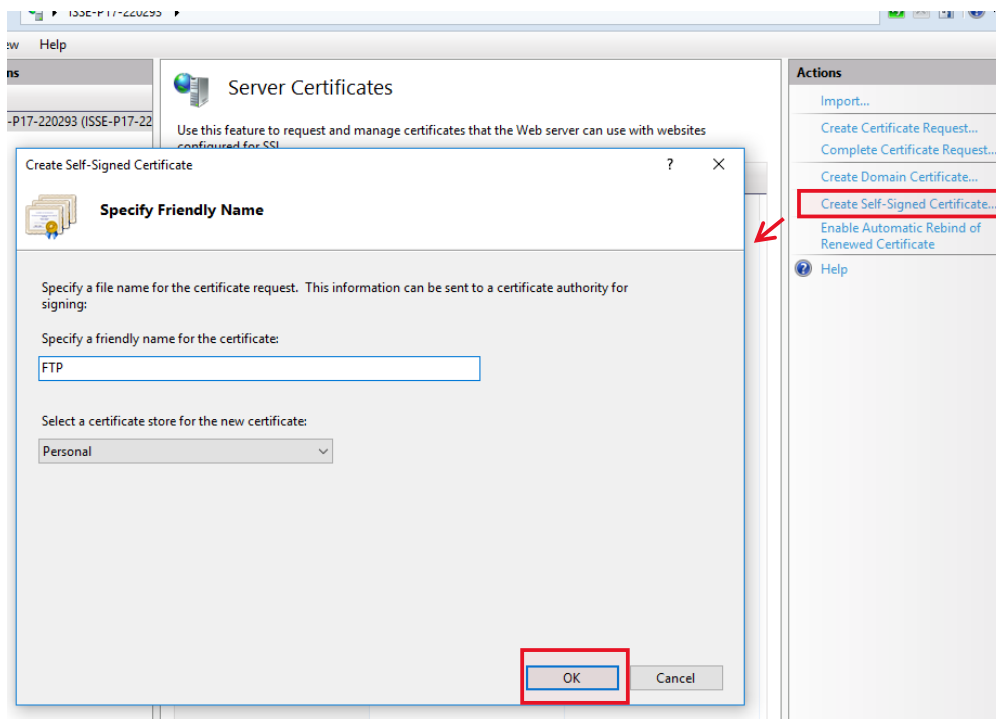 ISSE-P17-220293
ew Help
ns
-P17-220293 (ISSE-P17-22
Server Certificates
Use this feature to request and manage certificates that the Web server can use with websites
configured for SSL
Create Self-Signed Certificate
?
Specify Friendly Name
Specify a file name for the certificate request. This information can be sent to a certificate authority for
signing:
Specify a friendly name for the certificate:
FTP
Select a certificate store for the new certificate:
Personal
OK
Cancel
Actions
Import...
Create Certificate Request...
Complete Certificate Request...
Create Domain Certificate...
Create Self-Signed Certificate...
Enable Automatic Rebind of
Renewed Certificate
Help